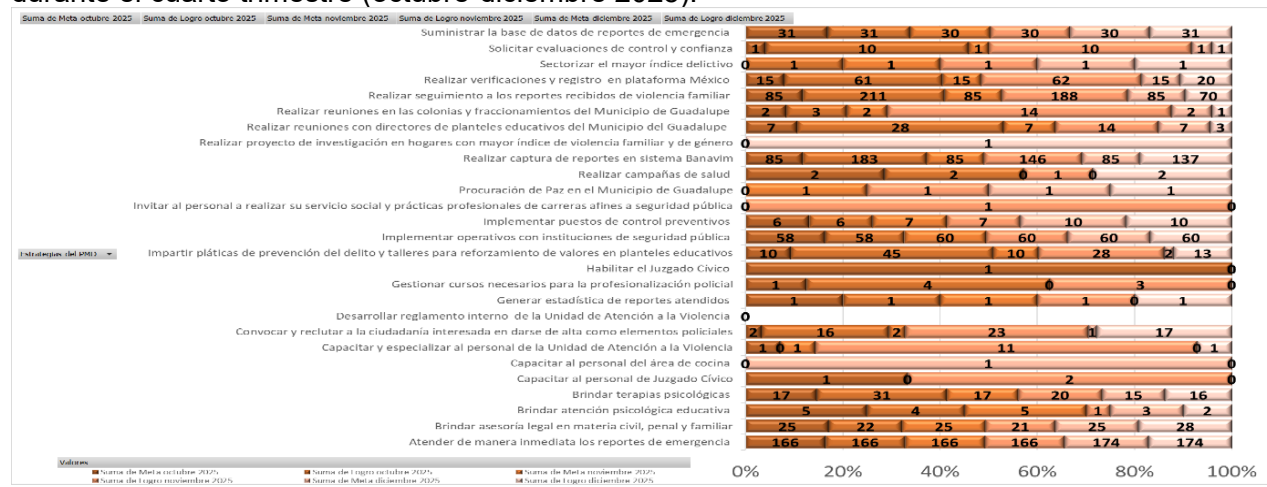 durante el cuarto trimestre (octubre-diciembre 2025).
Suma de Meta octubre 2025 Suma de Logro octubre 2025 Suma de Meta noviembre 2025 Suma de Logro noviembre 2025 Suma de Meta diciembre 2025 Suma de Logro diciembre 2025
Suministrar la base de datos de reportes de emergencia 31 31 30 30 30 31
Solicitar evaluaciones de control y confianza 1 10 1 10 1 1
Sectorizar el mayor índice delictivo 0 1 1 1 1 1
Realizar verificaciones y registro en plataforma México 15 61 15 62 15 20
Realizar seguimiento a los reportes recibidos de violencia familiar 85 211 85 188 85 70
Realizar reuniones en las colonias y fraccionamientos del Municipio de Guadalupe 2 3 2 14 2 1
Realizar reuniones con directores de planteles educativos del Municipio del Guadalupe 7 28 7 14 7 3
Realizar proyecto de investigación en hogares con mayor índice de violencia familiar y de género 0 1
Realizar captura de reportes en sistema Banavim 85 183 85 146 85 137
Realizar campañas de salud 2 2 0 1 0 2
Procuración de Paz en el Municipio de Guadalupe 0 1 1 1 1
Invitar al personal a realizar su servicio social y prácticas profesionales de carreras afines a seguridad pública 0 1 0
Implementar puestos de control preventivos 6 6 7 7 10 10
Implementar operativos con instituciones de seguridad pública 58 58 60 60 60 60
Estrategias del PMD Impartir pláticas de prevención del delito y talleres para reforzamiento de valores en planteles educativos 10 45 10 28 2 13
Habilitar el Juzgado Cívico 1 0
Gestionar cursos necesarios para la profesionalización policial 1 4 0 3 0
Generar estadística de reportes atendidos 1 1 1 1 0 1
Desarrollar reglamento interno de la Unidad de Atención a la Violencia 0
Convocar y reclutar a la ciudadanía interesada en darse de alta como elementos policiales 2 16 2 23 1 17
Capacitar y especializar al personal de la Unidad de Atención a la Violencia 1 0 1 11 0 1
Capacitar al personal del área de cocina 0 1 0
Capacitar al personal de Juzgado Cívico 1 0 2 0
Brindar terapias psicológicas 17 31 17 20 15 16
Brindar atención psicológica educativa 5 4 5 1 3 2
Brindar asesoría legal en materia civil, penal y familiar 25 22 25 21 25 28
Atender de manera inmediata los reportes de emergencia 166 166 166 166 174 174
0% 20% 40% 60% 80% 100%
Valores
Suma de Meta octubre 2025 Suma de Logro octubre 2025 Suma de Meta noviembre 2025
Suma de Logro noviembre 2025 Suma de Meta diciembre 2025 Suma de Logro diciembre 2025